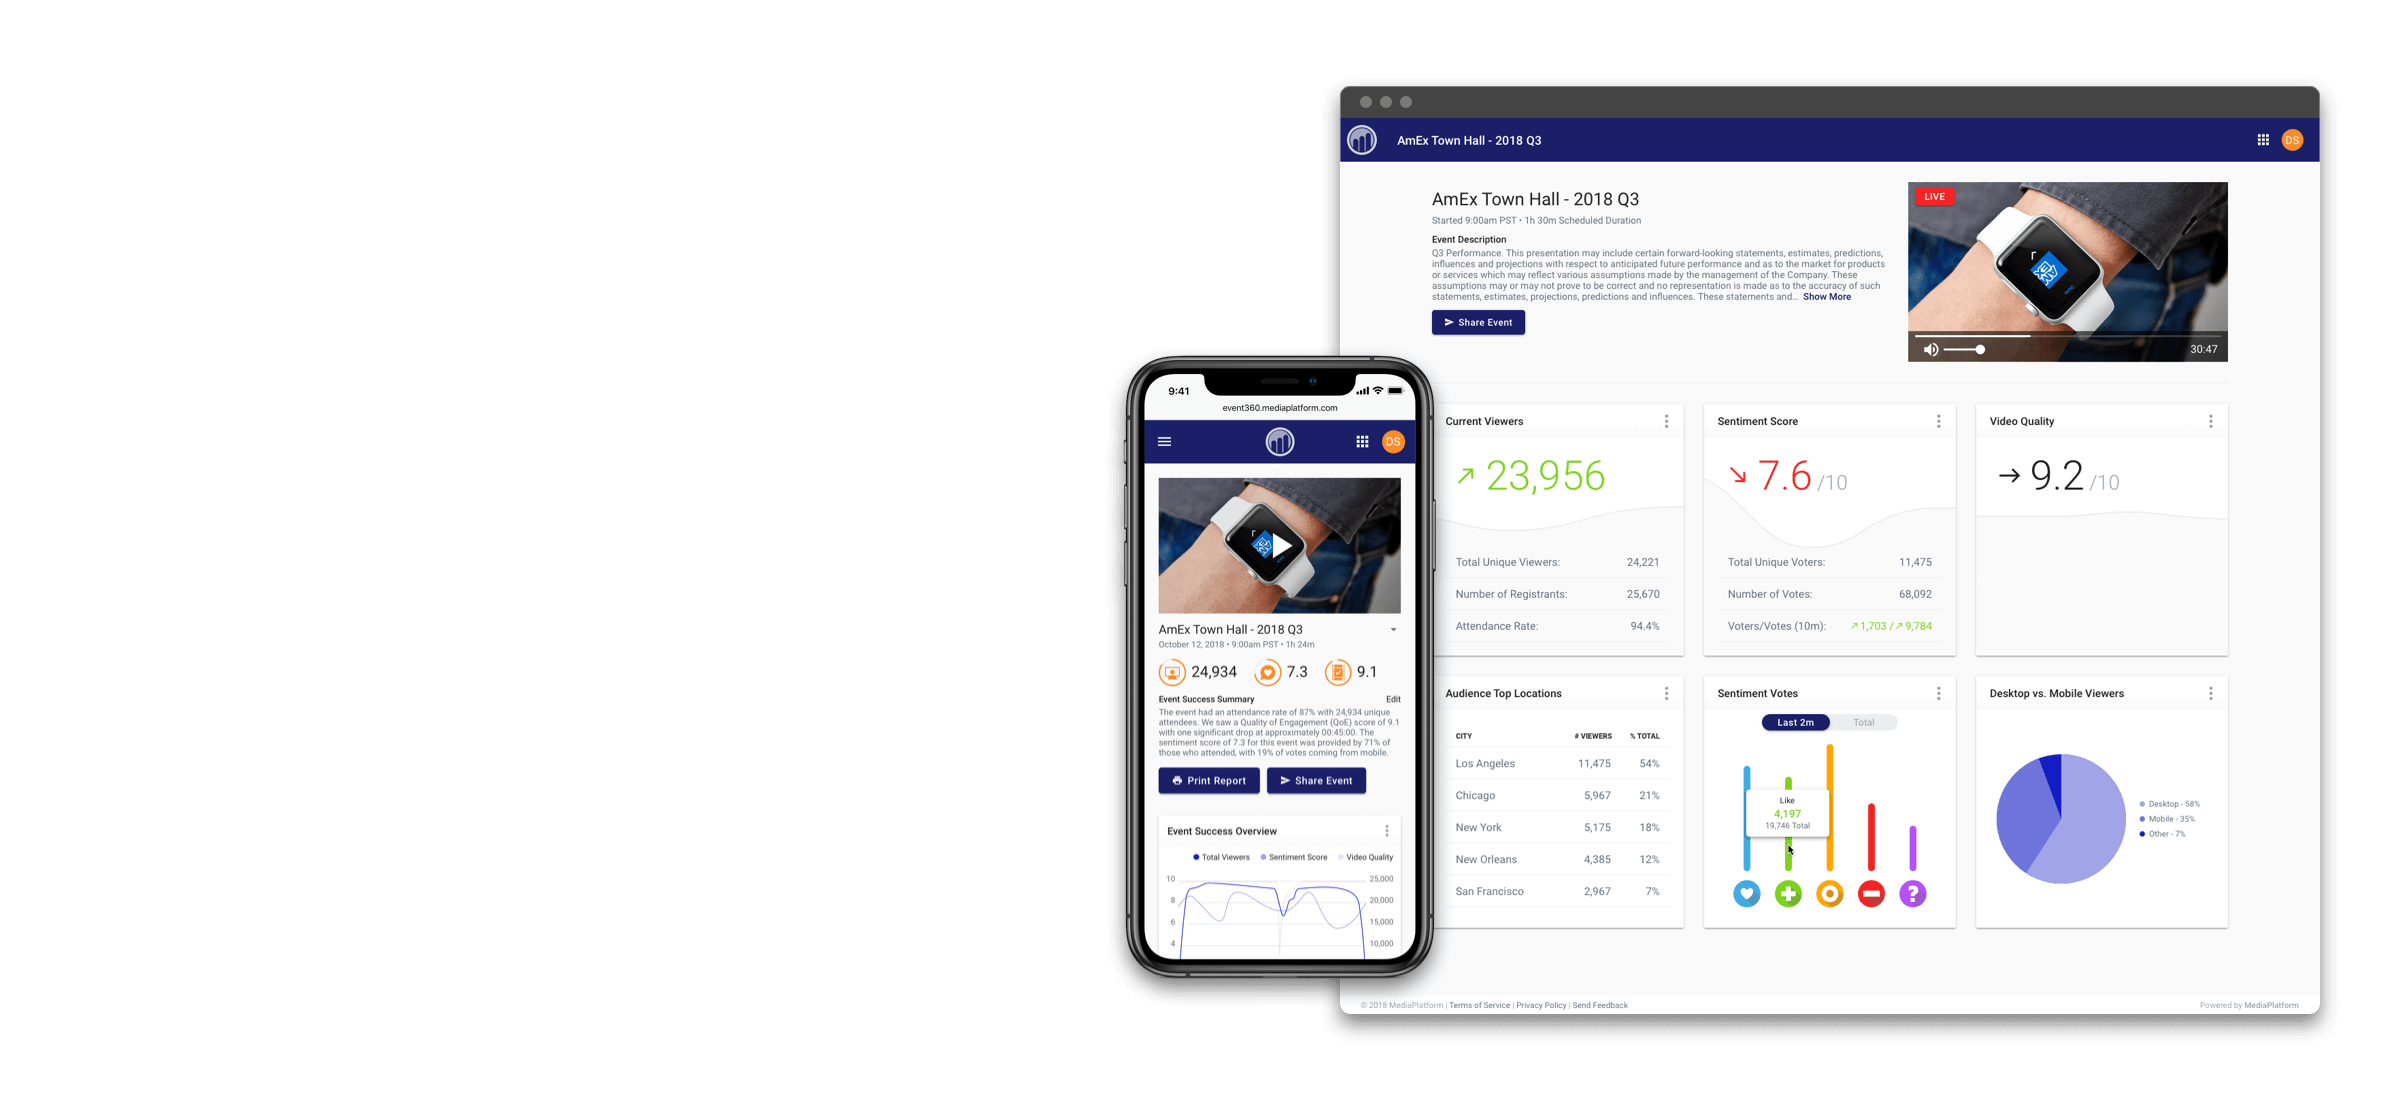 AmEx Town Hall - 2018 Q3
DS
AmEx Town Hall - 2018 Q3
Started 9:00am PST • 1h 30m Scheduled Duration
Event Description
Q3 Performance. This presentation may include certain forward-looking statements, estimates, predictions,
influences and projections with respect to anticipated future performance and as to the market for products
or services which may reflect various assumptions made by the management of the Company. These
assumptions may or may not prove to be correct and no representation is made as to the accuracy of such
statements, estimates, projections, predictions and influences. These statements and... Show More
Share Event
LIVE
30:47
Current Viewers
23,956
Total Unique Viewers: 24,221
Number of Registrants: 25,670
Attendance Rate: 94.4%
Sentiment Score
7.6 /10
Total Unique Voters: 11,475
Number of Votes: 68,092
Voters/Votes (10m): 1,703 / 9,784
Video Quality
9.2 /10
Audience Top Locations
CITY # VIEWERS % TOTAL
Los Angeles 11,475 54%
Chicago 5,967 21%
New York 5,175 18%
New Orleans 4,385 12%
San Francisco 2,967 7%
Sentiment Votes
Last 2m Total
Like
4,197
19,746 Total
?
Desktop vs. Mobile Viewers
Desktop - 58%
Mobile - 35%
Other - 7%
© 2018 MediaPlatform | Terms of Service | Privacy Policy | Send Feedback
Powered by MediaPlatform
9:41
event360.mediaplatform.com
DS
AmEx Town Hall - 2018 Q3
October 12, 2018 • 9:00am PST • 1h 24m
24,934 7.3 9.1
Event Success Summary Edit
The event had an attendance rate of 87% with 24,934 unique
attendees. We saw a Quality of Engagement (QoE) score of 9.1
with one significant drop at approximately 00:45:00. The
sentiment score of 7.3 for this event was provided by 71% of
those who attended, with 19% of votes coming from mobile.
Print Report Share Event
Event Success Overview
Total Viewers Sentiment Score Video Quality
10 25,000
8 20,000
6 15,000
4 10,000